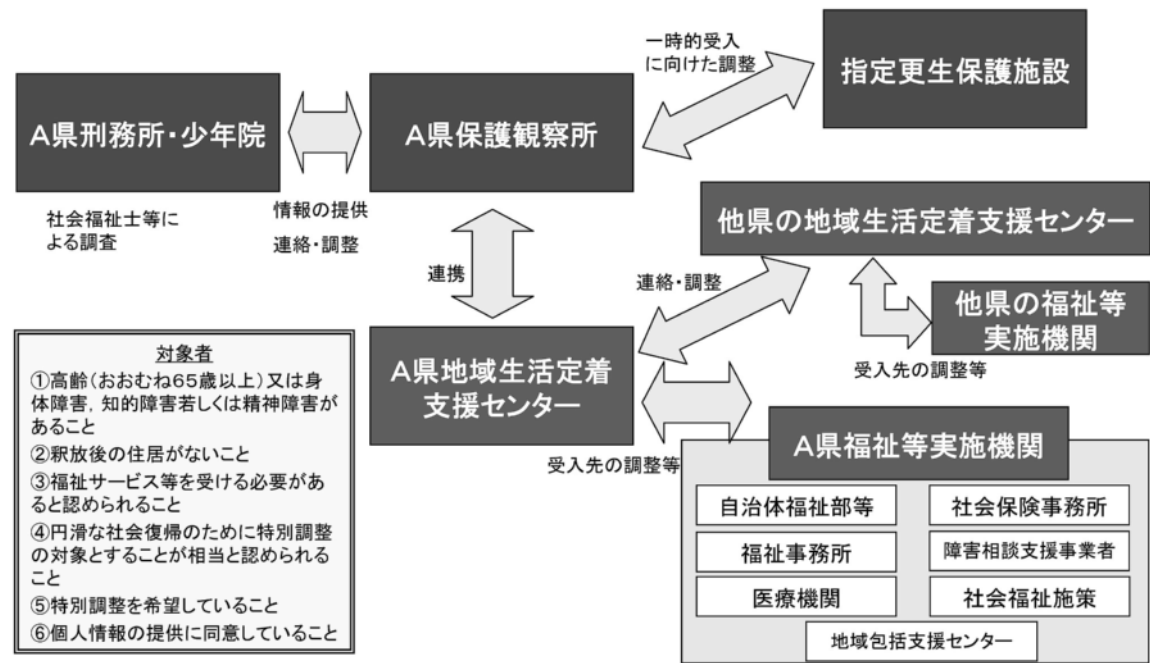 一時的受入
に向けた調整
指定更生保護施設
A県刑務所・少年院
A県保護観察所
社会福祉士等に
よる調査
情報の提供
連絡・調整
他県の地域生活定着支援センター
連携
連絡・調整
他県の福祉等
実施機関
受入先の調整等
A県地域生活定着
支援センター
受入先の調整等
対象者
①高齢(おおむね65歳以上)又は身
体障害,知的障害若しくは精神障害が
あること
②釈放後の住居がないこと
③福祉サービス等を受ける必要があ
ると認められること
④円滑な社会復帰のために特別調整
の対象とすることが相当と認められる
こと
⑤特別調整を希望していること
⑥個人情報の提供に同意していること
A県福祉等実施機関
自治体福祉部等
社会保険事務所
福祉事務所
障害相談支援事業者
医療機関
社会福祉施策
地域包括支援センター